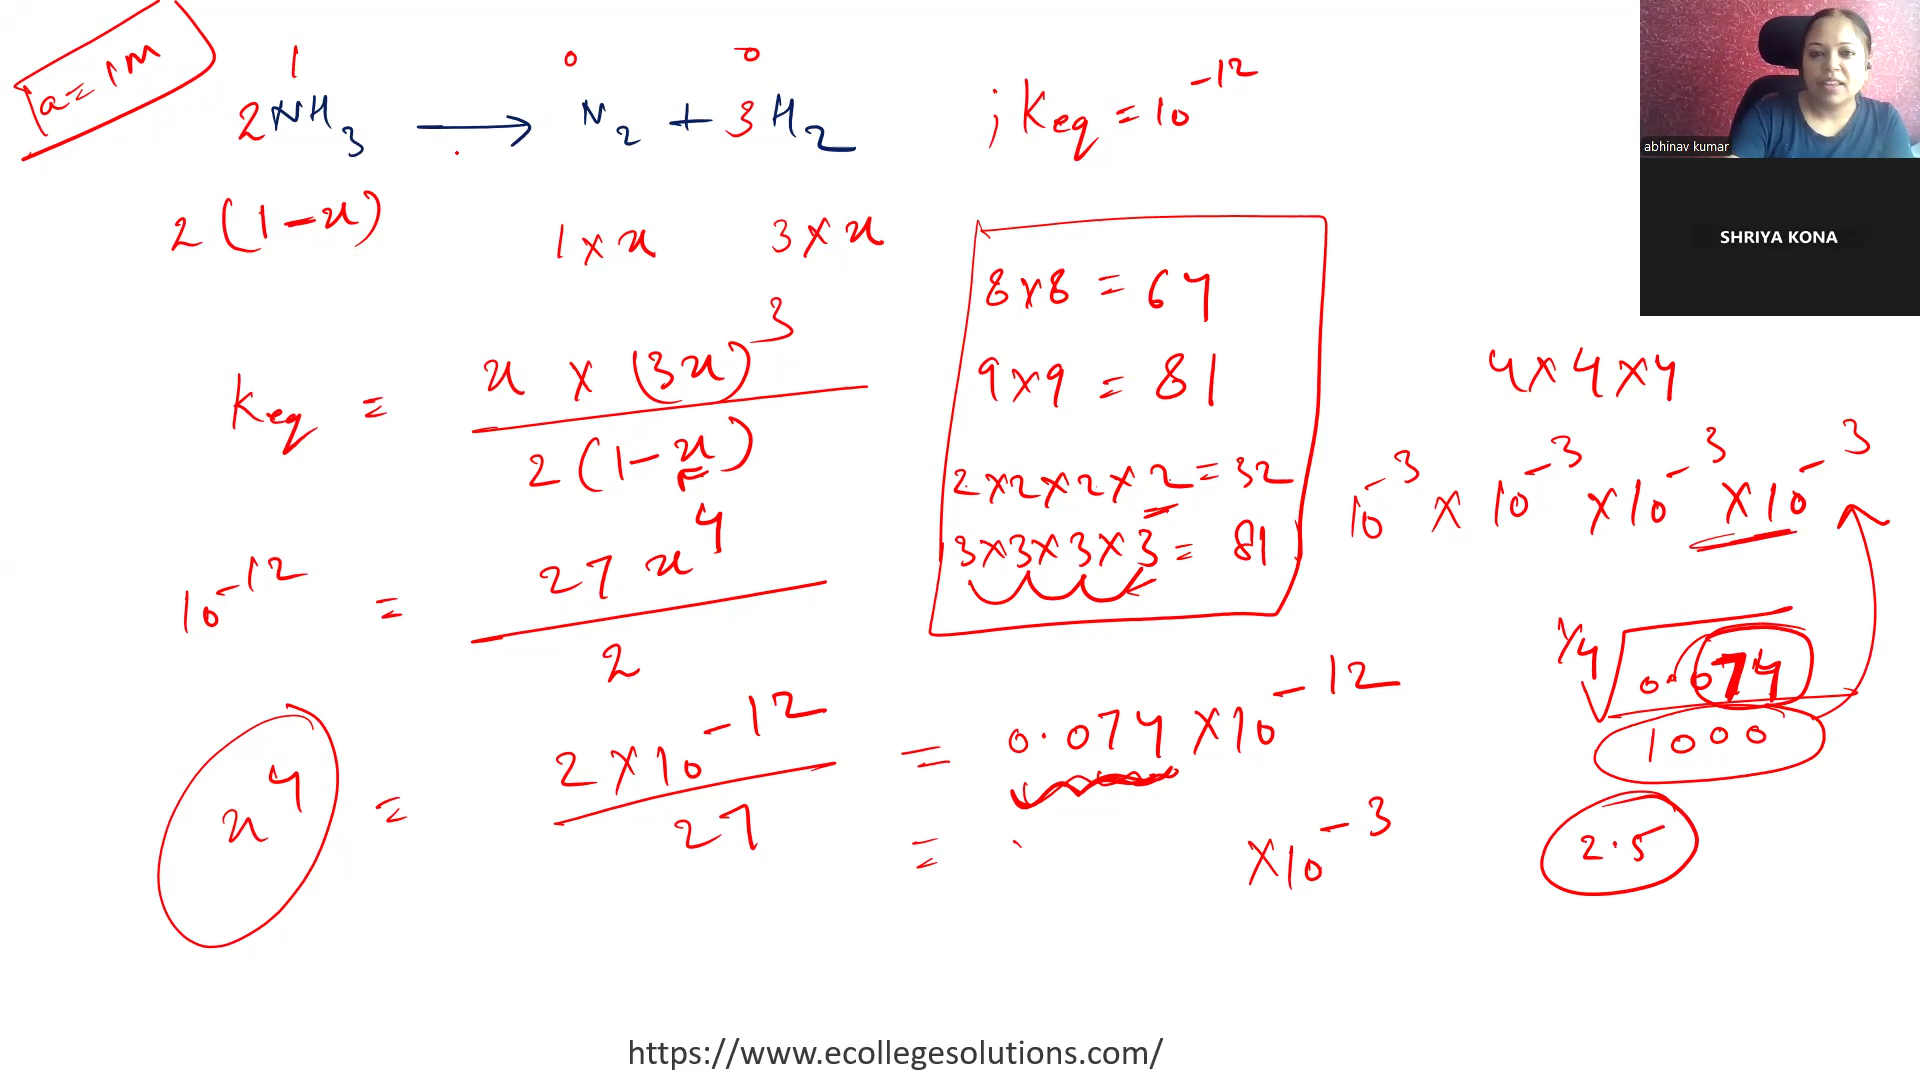 a = 1M
1 0 0
2NH3 ⟶ N2 + 3H2 ; Keq = 10^-12
2(1-x) 1×x 3×x
Keq = x × (3x)^3 / 2(1-x)
10^-12 = 27x^4 / 2
x^4 = 2×10^-12 / 27 = 0.074×10^-12
= ×10^-3
8×8 = 64
9×9 = 81
2×2×2×2 = 32
3×3×3×3 = 81
4×4×4
10^-3 × 10^-3 × 10^-3 × 10^-3
1/4 √0.074
1000
2.5
abhinav kumar
SHRIYA KONA
https://www.ecollegesolutions.com/